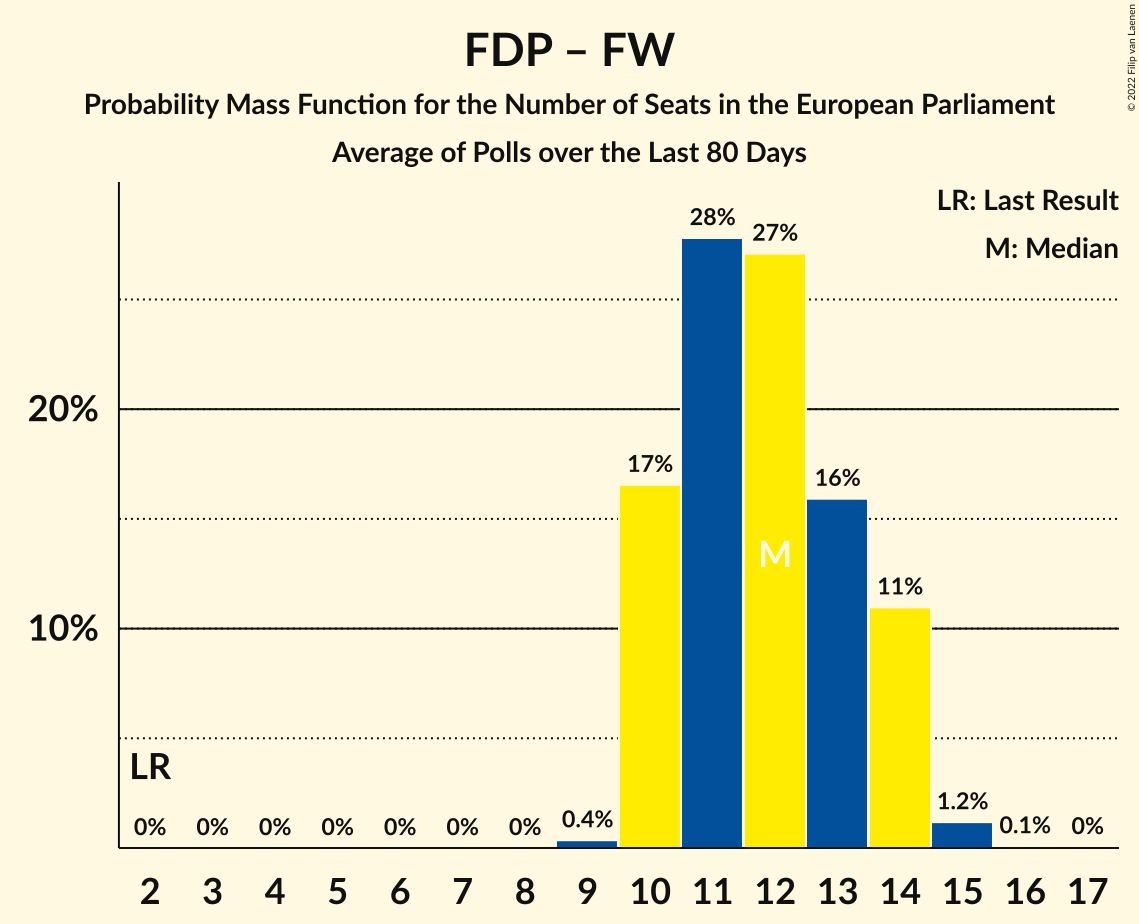 FDP – FW
Probability Mass Function for the Number of Seats in the European Parliament
Average of Polls over the Last 80 Days
© 2022 Filip van Laenen
LR: Last Result
M: Median
28%
27%
20%
17%
16%
M
11%
10%
LR
0% 0% 0% 0% 0% 0% 0% 0.4% 1.2% 0.1% 0%
2 3 4 5 6 7 8 9 10 11 12 13 14 15 16 17